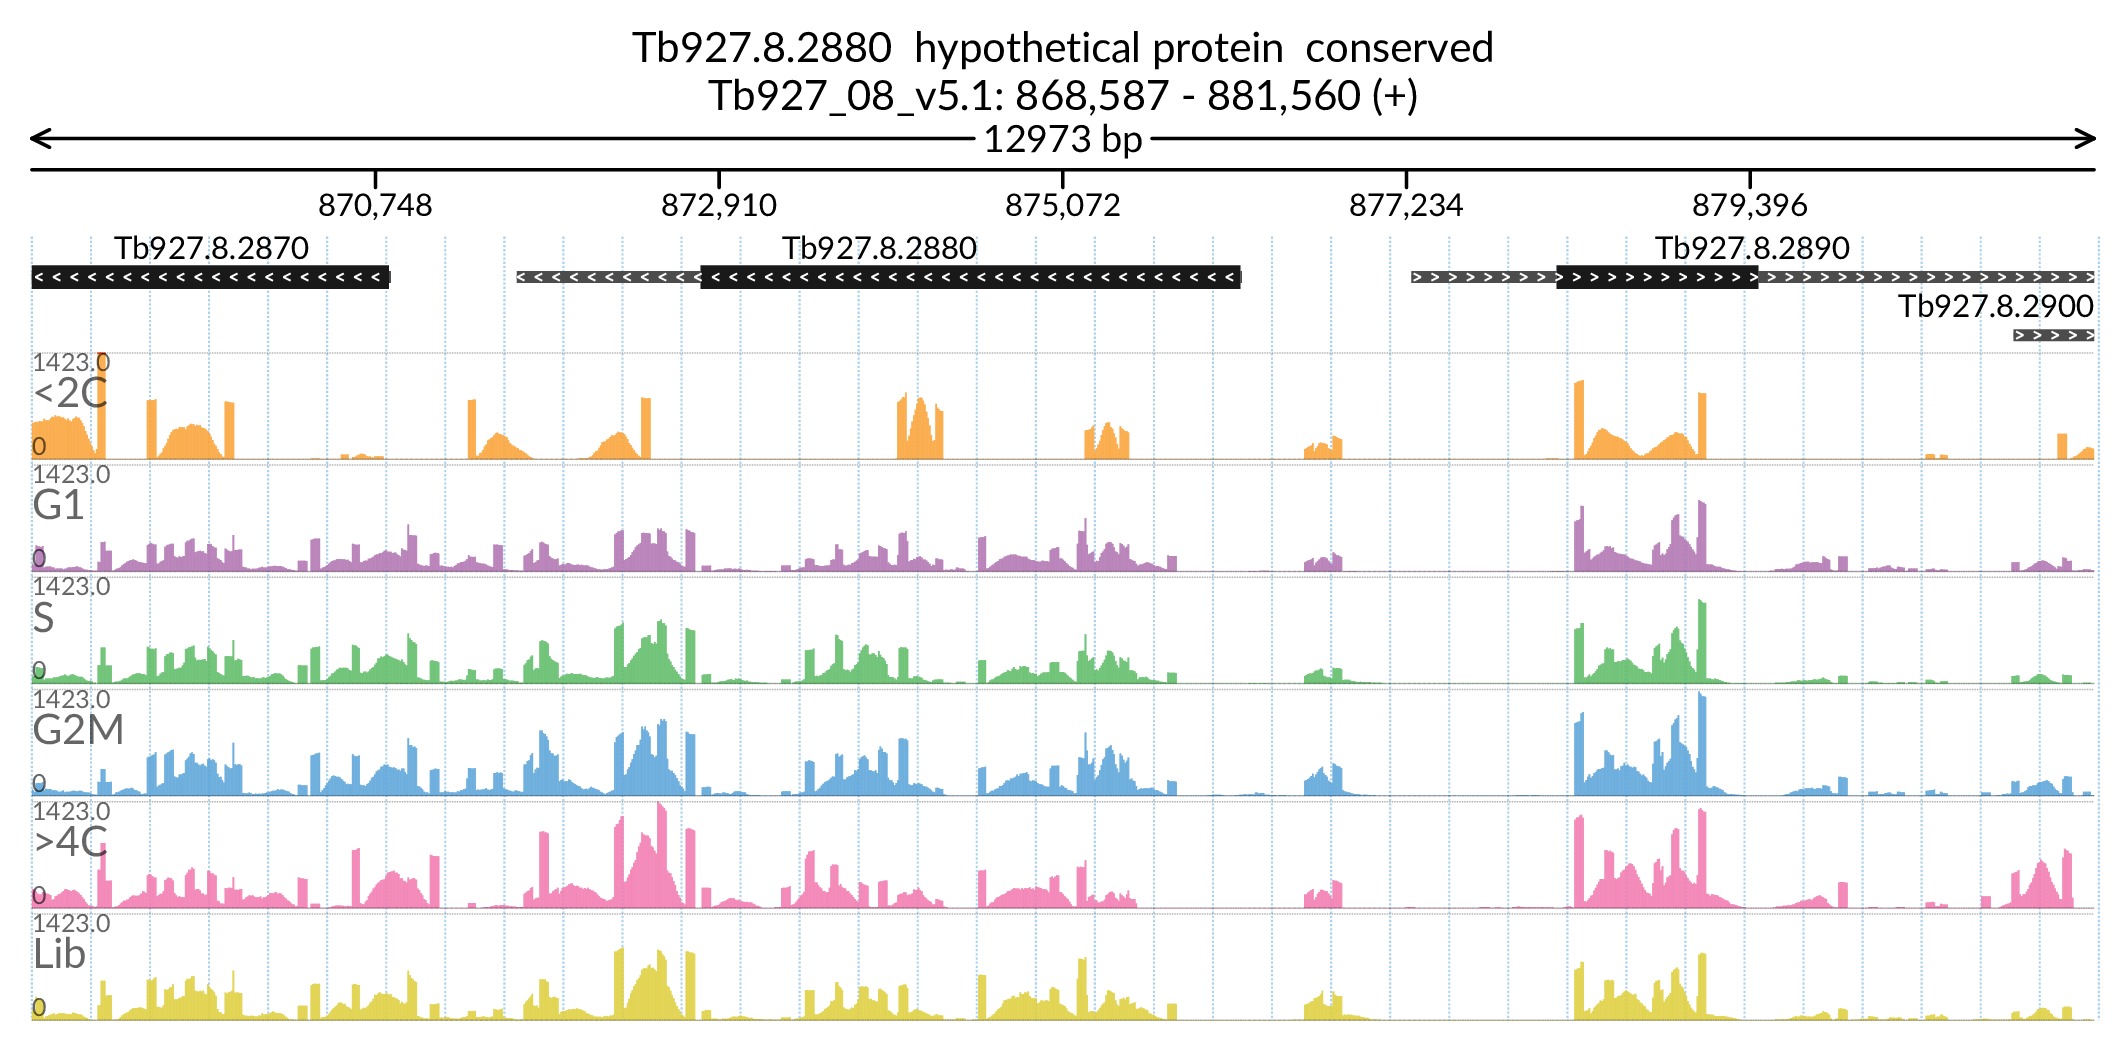 Tb927.8.2880  hypothetical protein  conserved
Tb927_08_v5.1: 868,587 - 881,560 (+)
12973 bp
870,748 872,910 875,072 877,234 879,396
Tb927.8.2870 Tb927.8.2880 Tb927.8.2890
Tb927.8.2900
1423.0
<2C
0
1423.0
G1
0
1423.0
S
0
1423.0
G2M
0
1423.0
>4C
0
1423.0
Lib
0